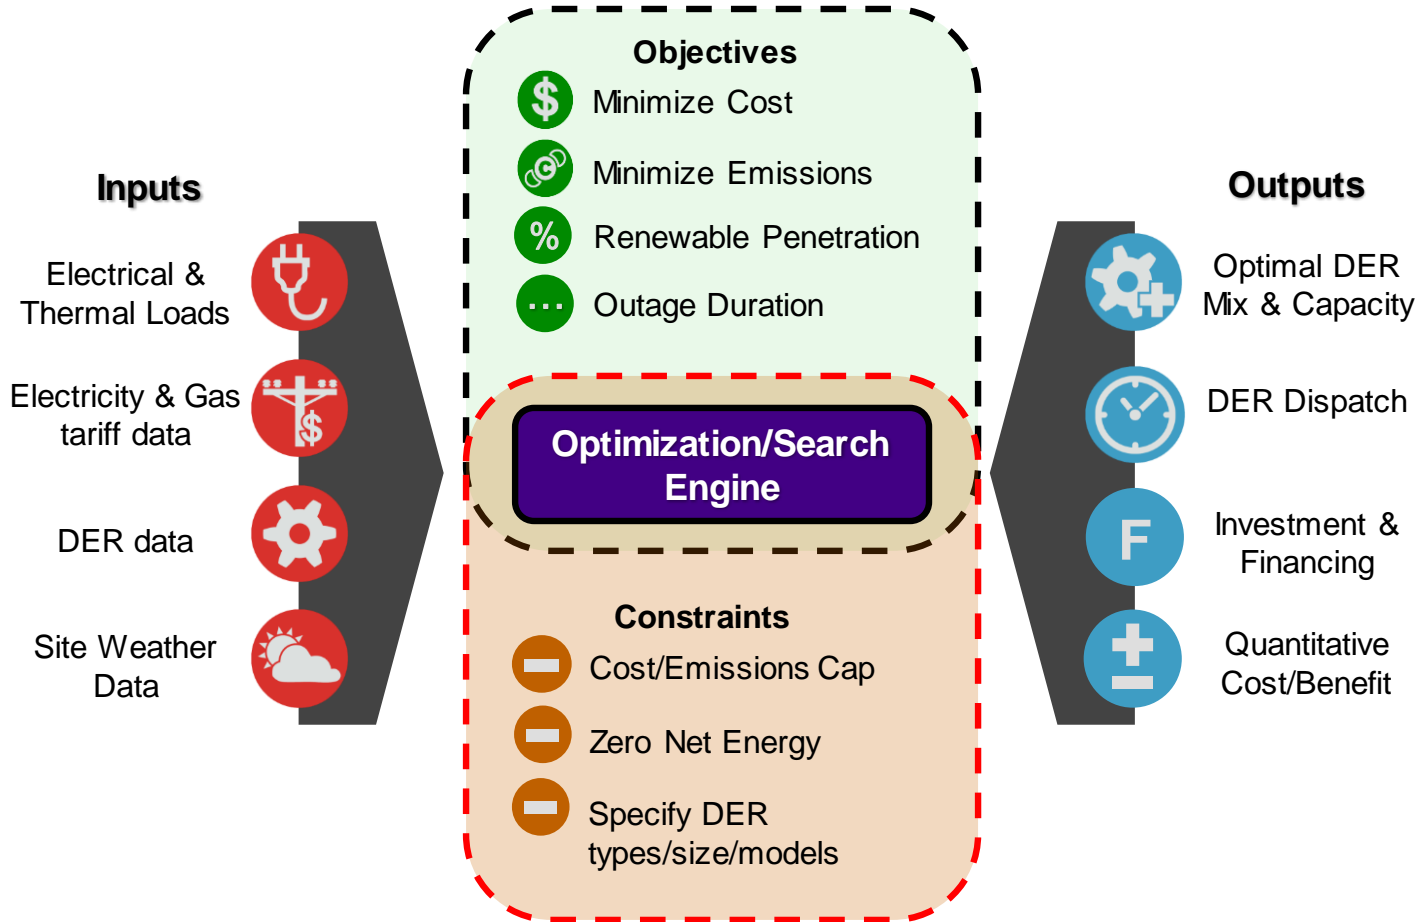 Inputs
Electrical &
Thermal Loads
Electricity & Gas
tariff data
$
DER data
Site Weather
Data
Objectives
$
Minimize Cost
C
Minimize Emissions
%
Renewable Penetration
...
Outage Duration
Optimization/Search
Engine
Constraints
Cost/Emissions Cap
Zero Net Energy
Specify DER
types/size/models
Outputs
Optimal DER
Mix & Capacity
DER Dispatch
F
Investment &
Financing
Quantitative
Cost/Benefit